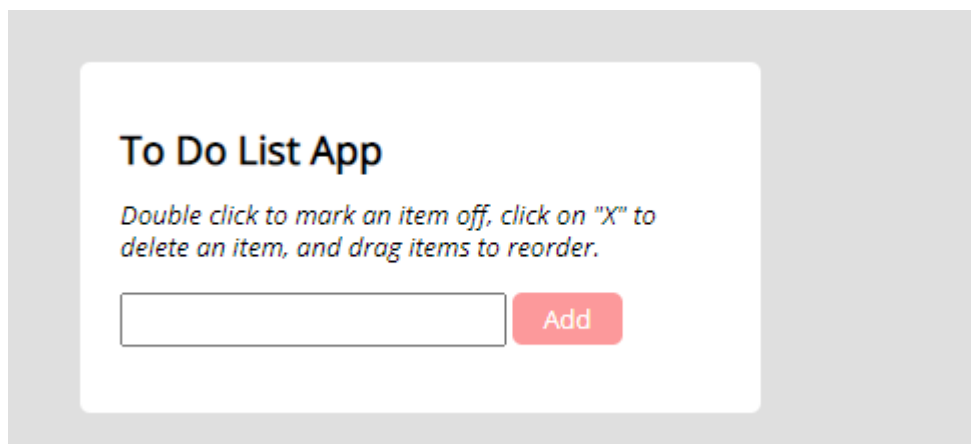 To Do List App
Double click to mark an item off, click on "X" to
delete an item, and drag items to reorder.
Add